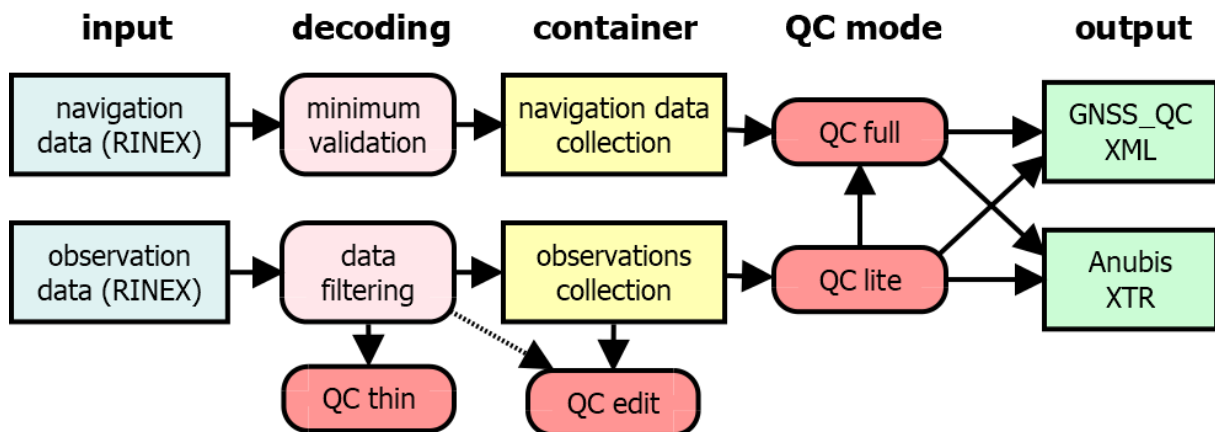 input decoding container QC mode output
navigation
data (RINEX)
minimum
validation
navigation data
collection
QC full
GNSS_QC
XML
observation
data (RINEX)
data
filtering
observations
collection
QC lite
Anubis
XTR
QC thin
QC edit